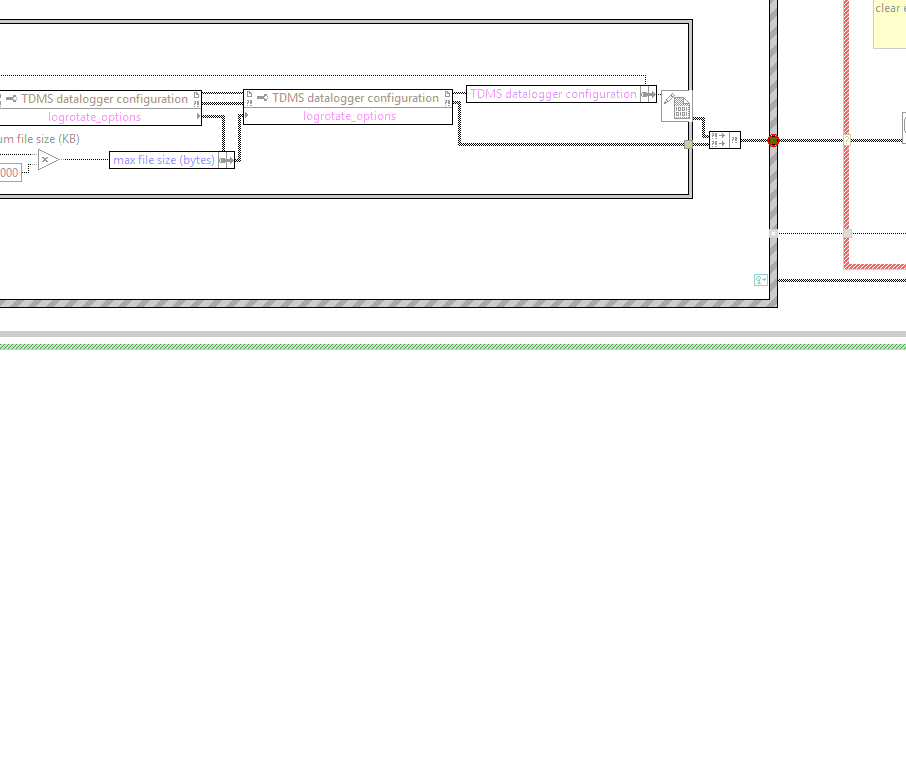 clear e
TDMS datalogger configuration
logrotate_options
TDMS datalogger configuration
logrotate_options
TDMS datalogger configuration
um file size (KB)
max file size (bytes)
000